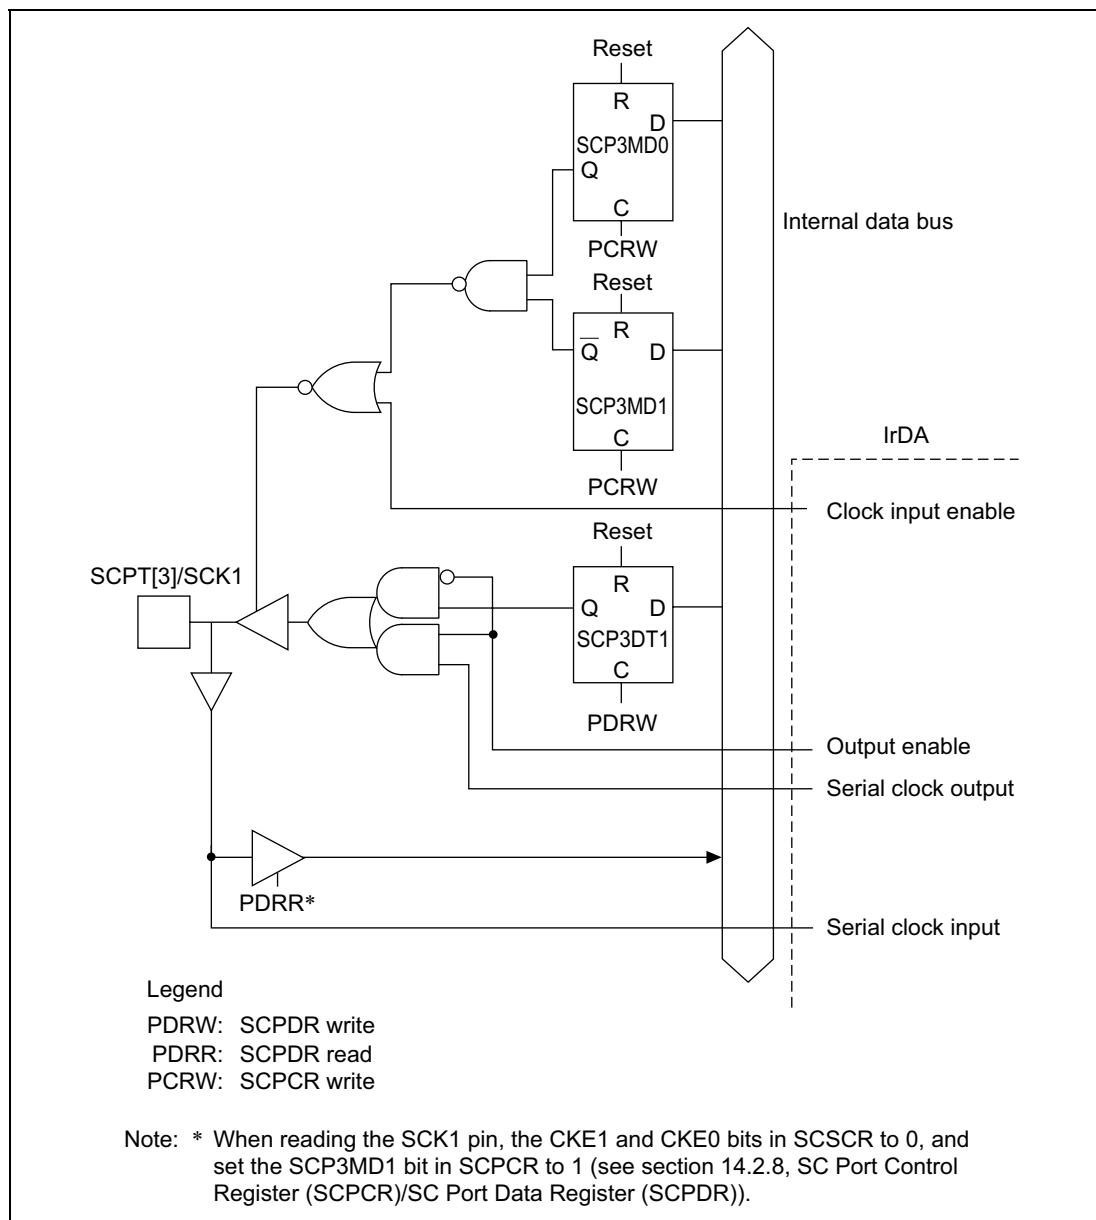 Reset
R
D
SCP3MD0
Q
C
PCRW
Internal data bus
Reset
R
Q̅ D
SCP3MD1
C
PCRW
IrDA
Clock input enable
Reset
R
Q D
SCP3DT1
C
PDRW
SCPT[3]/SCK1
Output enable
Serial clock output
PDRR*
Serial clock input
Legend
PDRW: SCPDR write
PDRR: SCPDR read
PCRW: SCPCR write
Note: * When reading the SCK1 pin, the CKE1 and CKE0 bits in SCSCR to 0, and
set the SCP3MD1 bit in SCPCR to 1 (see section 14.2.8, SC Port Control
Register (SCPCR)/SC Port Data Register (SCPDR)).